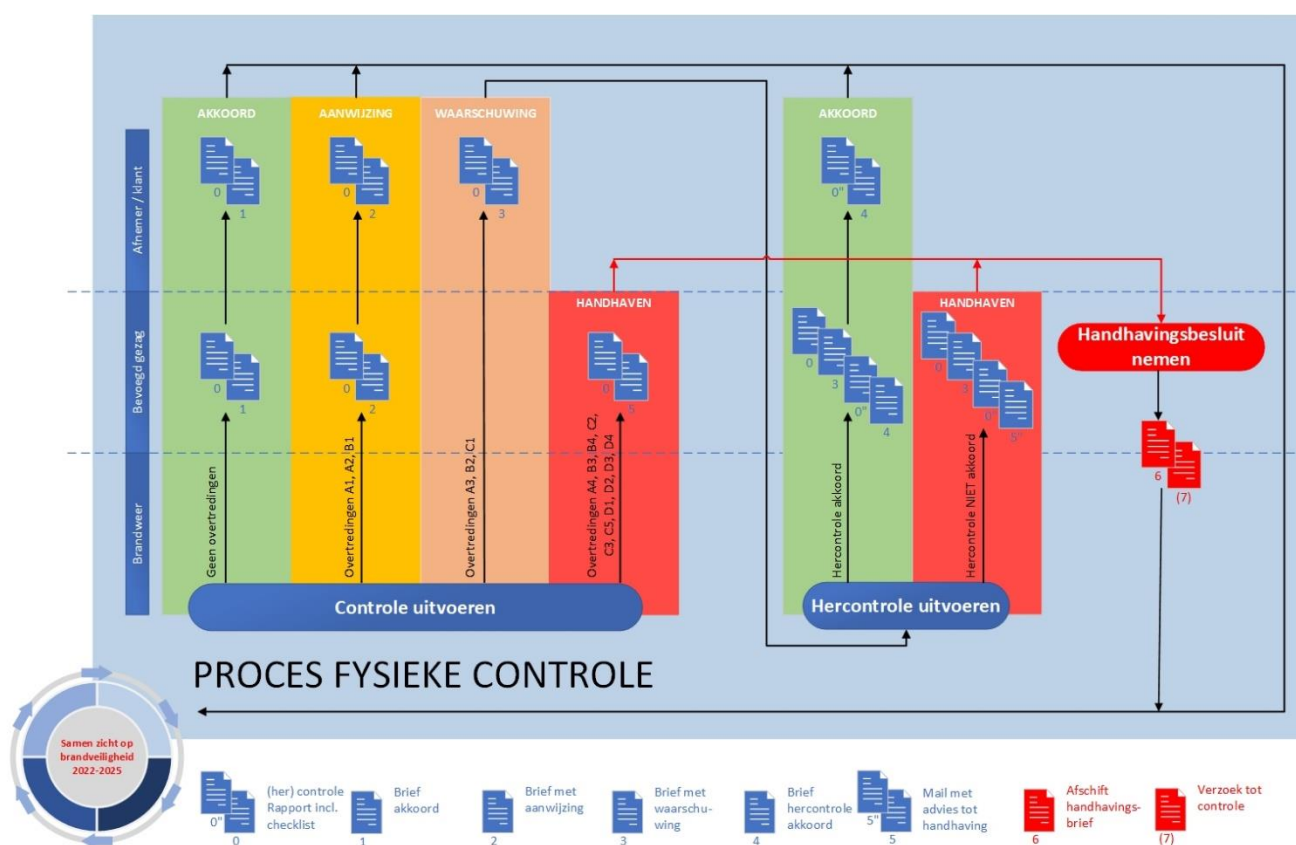 AKKOORD
AANWIJZING
WAARSCHUWING
AKKOORD
0
1
0
2
0
3
0"
4
Afnemer / klant
HANDHAVEN
HANDHAVEN
Handhavingsbesluit
nemen
0
1
0
2
0
5
0
3
0"
4
0
3
0"
5"
Bevoegd gezag
6
(7)
Brandweer
Geen overtredingen
Overtredingen A1, A2, B1
Overtredingen A3, B2, C1
Overtredingen A4, B3, B4, C2,
C3, C5, D1, D2, D3, D4
Hercontrole akkoord
Hercontrole NIET akkoord
Controle uitvoeren
Hercontrole uitvoeren
PROCES FYSIEKE CONTROLE
Samen zicht op
brandveiligheid
2022-2025
(her) controle
Rapport incl.
checklist
0"
0
Brief
akkoord
1
Brief met
aanwijzing
2
Brief met
waarschu-
wing
3
Brief
hercontrole
akkoord
4
Mail met
advies tot
handhaving
5"
5
Afschift
handhavings-
brief
6
Verzoek tot
controle
(7)